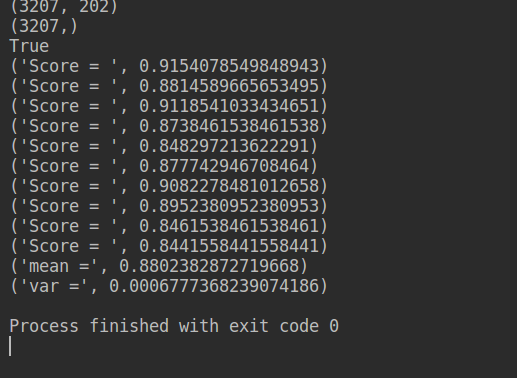 (3207, 202)
(3207,)
True
('Score = ', 0.9154078549848943)
('Score = ', 0.8814589665653495)
('Score = ', 0.9118541033434651)
('Score = ', 0.8738461538461538)
('Score = ', 0.848297213622291)
('Score = ', 0.877742946708464)
('Score = ', 0.9082278481012658)
('Score = ', 0.8952380952380953)
('Score = ', 0.8461538461538461)
('Score = ', 0.8441558441558441)
('mean =', 0.8802382872719668)
('var =', 0.0006777368239074186)
Process finished with exit code 0